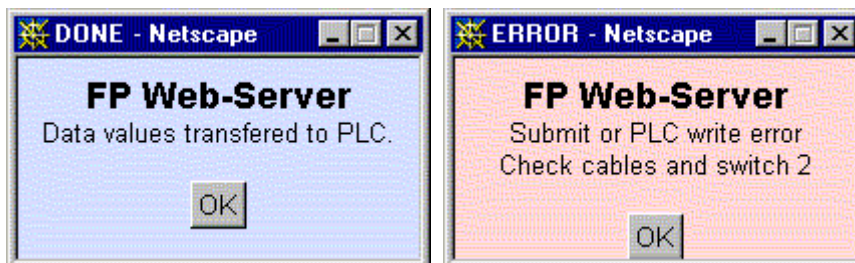 DONE - Netscape
FP Web-Server
Data values transfered to PLC.
OK
ERROR - Netscape
FP Web-Server
Submit or PLC write error
Check cables and switch 2
OK